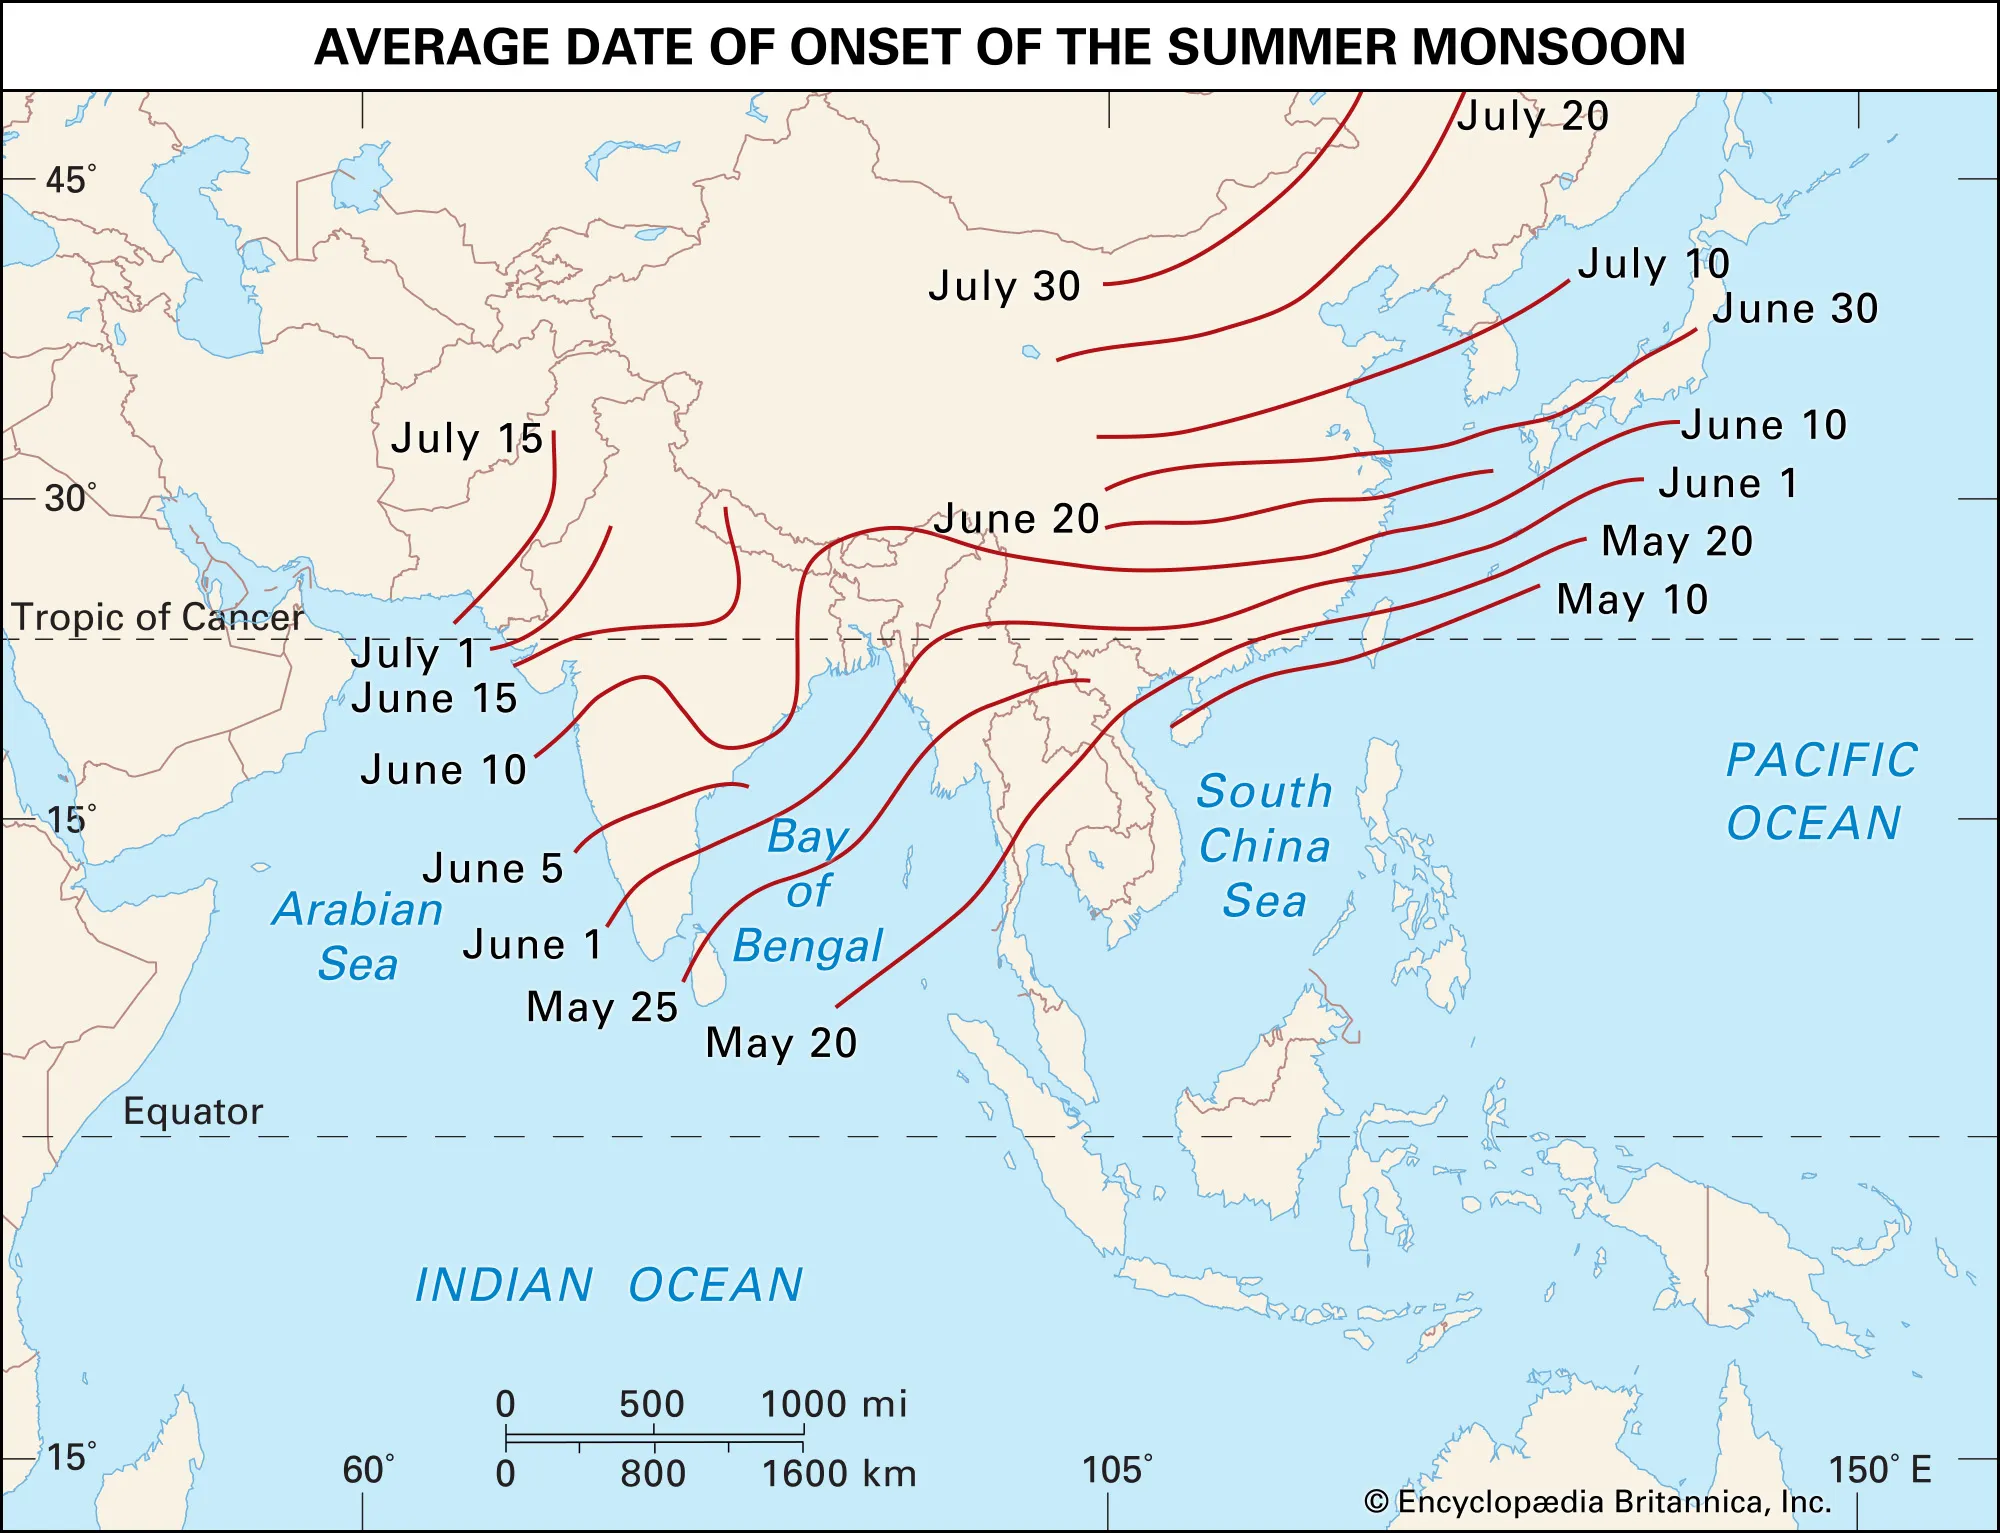 AVERAGE DATE OF ONSET OF THE SUMMER MONSOON
July 20
45°
July 10
July 30
June 30
July 15
June 10
June 1
30°
June 20
May 20
May 10
Tropic of Cancer
July 1
June 15
June 10
PACIFIC
OCEAN
South
China
Sea
15°
Bay
of
Bengal
June 5
Arabian
Sea
June 1
May 25
May 20
Equator
INDIAN OCEAN
0 500 1000 mi
0 800 1600 km
15°
60°
105°
150° E
© Encyclopædia Britannica, Inc.